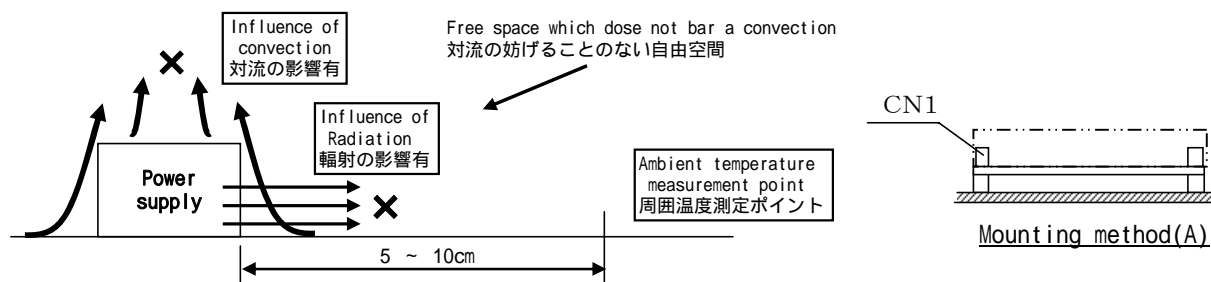 Influence of
convection
対流の影響有
Free space which dose not bar a convection
対流の妨げることのない自由空間
Influence of
Radiation
輻射の影響有
Power
supply
Ambient temperature
measurement point
周囲温度測定ポイント
5 ~ 10cm
CN1
Mounting method(A)